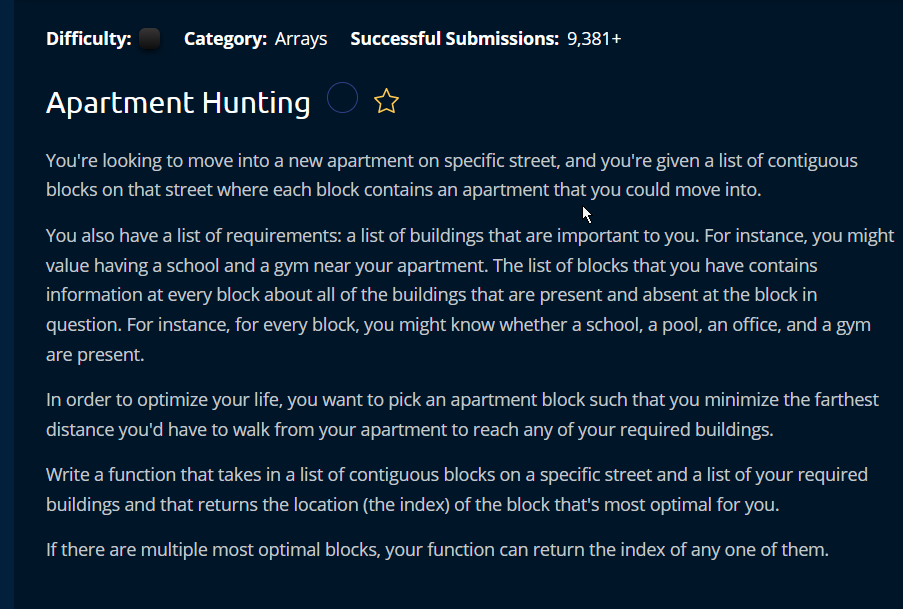 Difficulty: Category: Arrays Successful Submissions: 9,381+
Apartment Hunting
You're looking to move into a new apartment on specific street, and you're given a list of contiguous
blocks on that street where each block contains an apartment that you could move into.
You also have a list of requirements: a list of buildings that are important to you. For instance, you might
value having a school and a gym near your apartment. The list of blocks that you have contains
information at every block about all of the buildings that are present and absent at the block in
question. For instance, for every block, you might know whether a school, a pool, an office, and a gym
are present.
In order to optimize your life, you want to pick an apartment block such that you minimize the farthest
distance you'd have to walk from your apartment to reach any of your required buildings.
Write a function that takes in a list of contiguous blocks on a specific street and a list of your required
buildings and that returns the location (the index) of the block that's most optimal for you.
If there are multiple most optimal blocks, your function can return the index of any one of them.